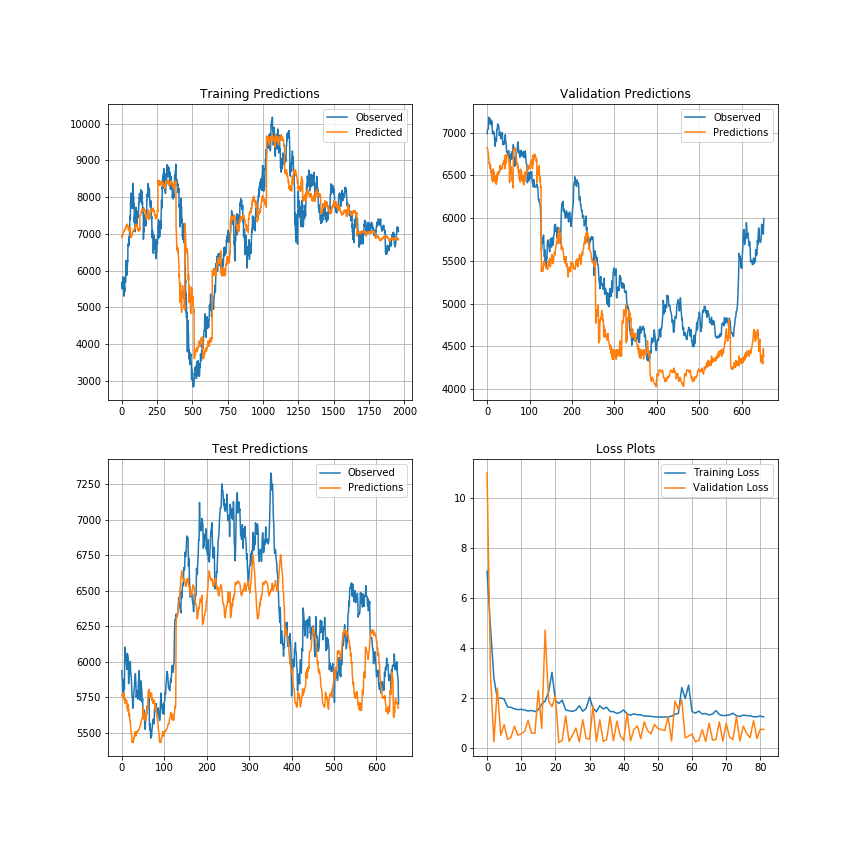 Training Predictions
Observed
Predicted
10000
9000
8000
7000
6000
5000
4000
3000
0 250 500 750 1000 1250 1500 1750 2000
Validation Predictions
Observed
Predictions
7000
6500
6000
5500
5000
4500
4000
0 100 200 300 400 500 600
Test Predictions
Observed
Predictions
7250
7000
6750
6500
6250
6000
5750
5500
0 100 200 300 400 500 600
Loss Plots
Training Loss
Validation Loss
10
8
6
4
2
0
0 10 20 30 40 50 60 70 80